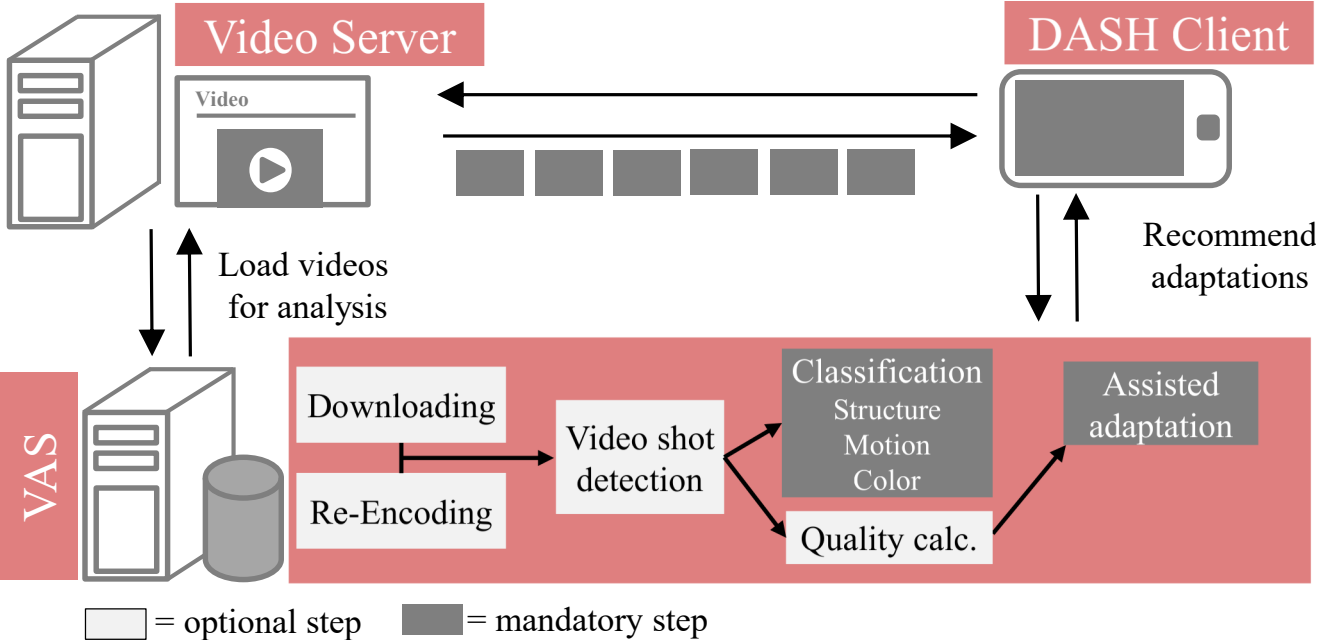 Video Server
DASH Client
Video
Load videos
for analysis
Recommend
adaptations
VAS
Downloading
Re-Encoding
Video shot
detection
Classification
Structure
Motion
Color
Quality calc.
Assisted
adaptation
= optional step
= mandatory step